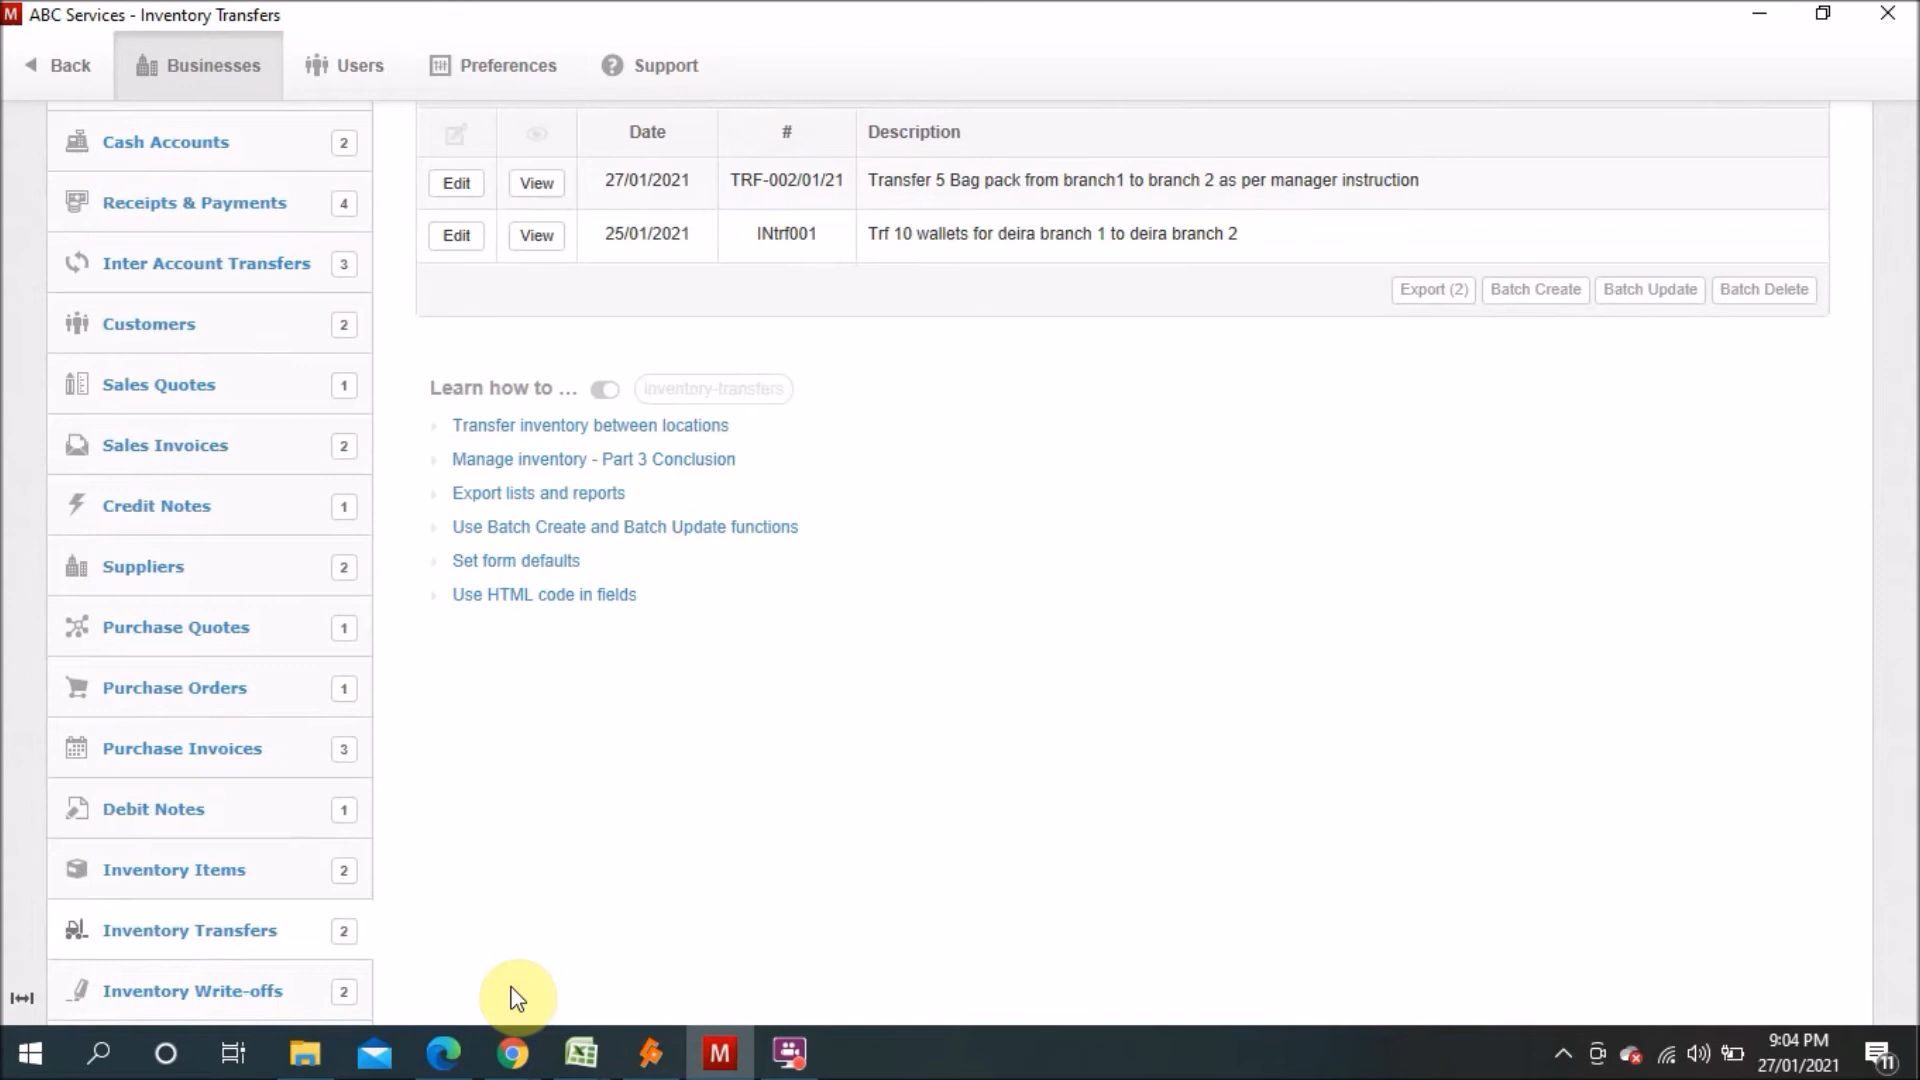 M ABC Services - Inventory Transfers
Back Businesses Users Preferences Support
Cash Accounts 2
Receipts & Payments 4
Inter Account Transfers 3
Customers 2
Sales Quotes 1
Sales Invoices 2
Credit Notes 1
Suppliers 2
Purchase Quotes 1
Purchase Orders 1
Purchase Invoices 3
Debit Notes 1
Inventory Items 2
Inventory Transfers 2
Inventory Write-offs 2
Date # Description
Edit View 27/01/2021 TRF-002/01/21 Transfer 5 Bag pack from branch1 to branch 2 as per manager instruction
Edit View 25/01/2021 INtrf001 Trf 10 wallets for deira branch 1 to deira branch 2
Export (2) Batch Create Batch Update Batch Delete
Learn how to ... inventory-transfers
Transfer inventory between locations
Manage inventory - Part 3 Conclusion
Export lists and reports
Use Batch Create and Batch Update functions
Set form defaults
Use HTML code in fields
M
9:04 PM
27/01/2021
11